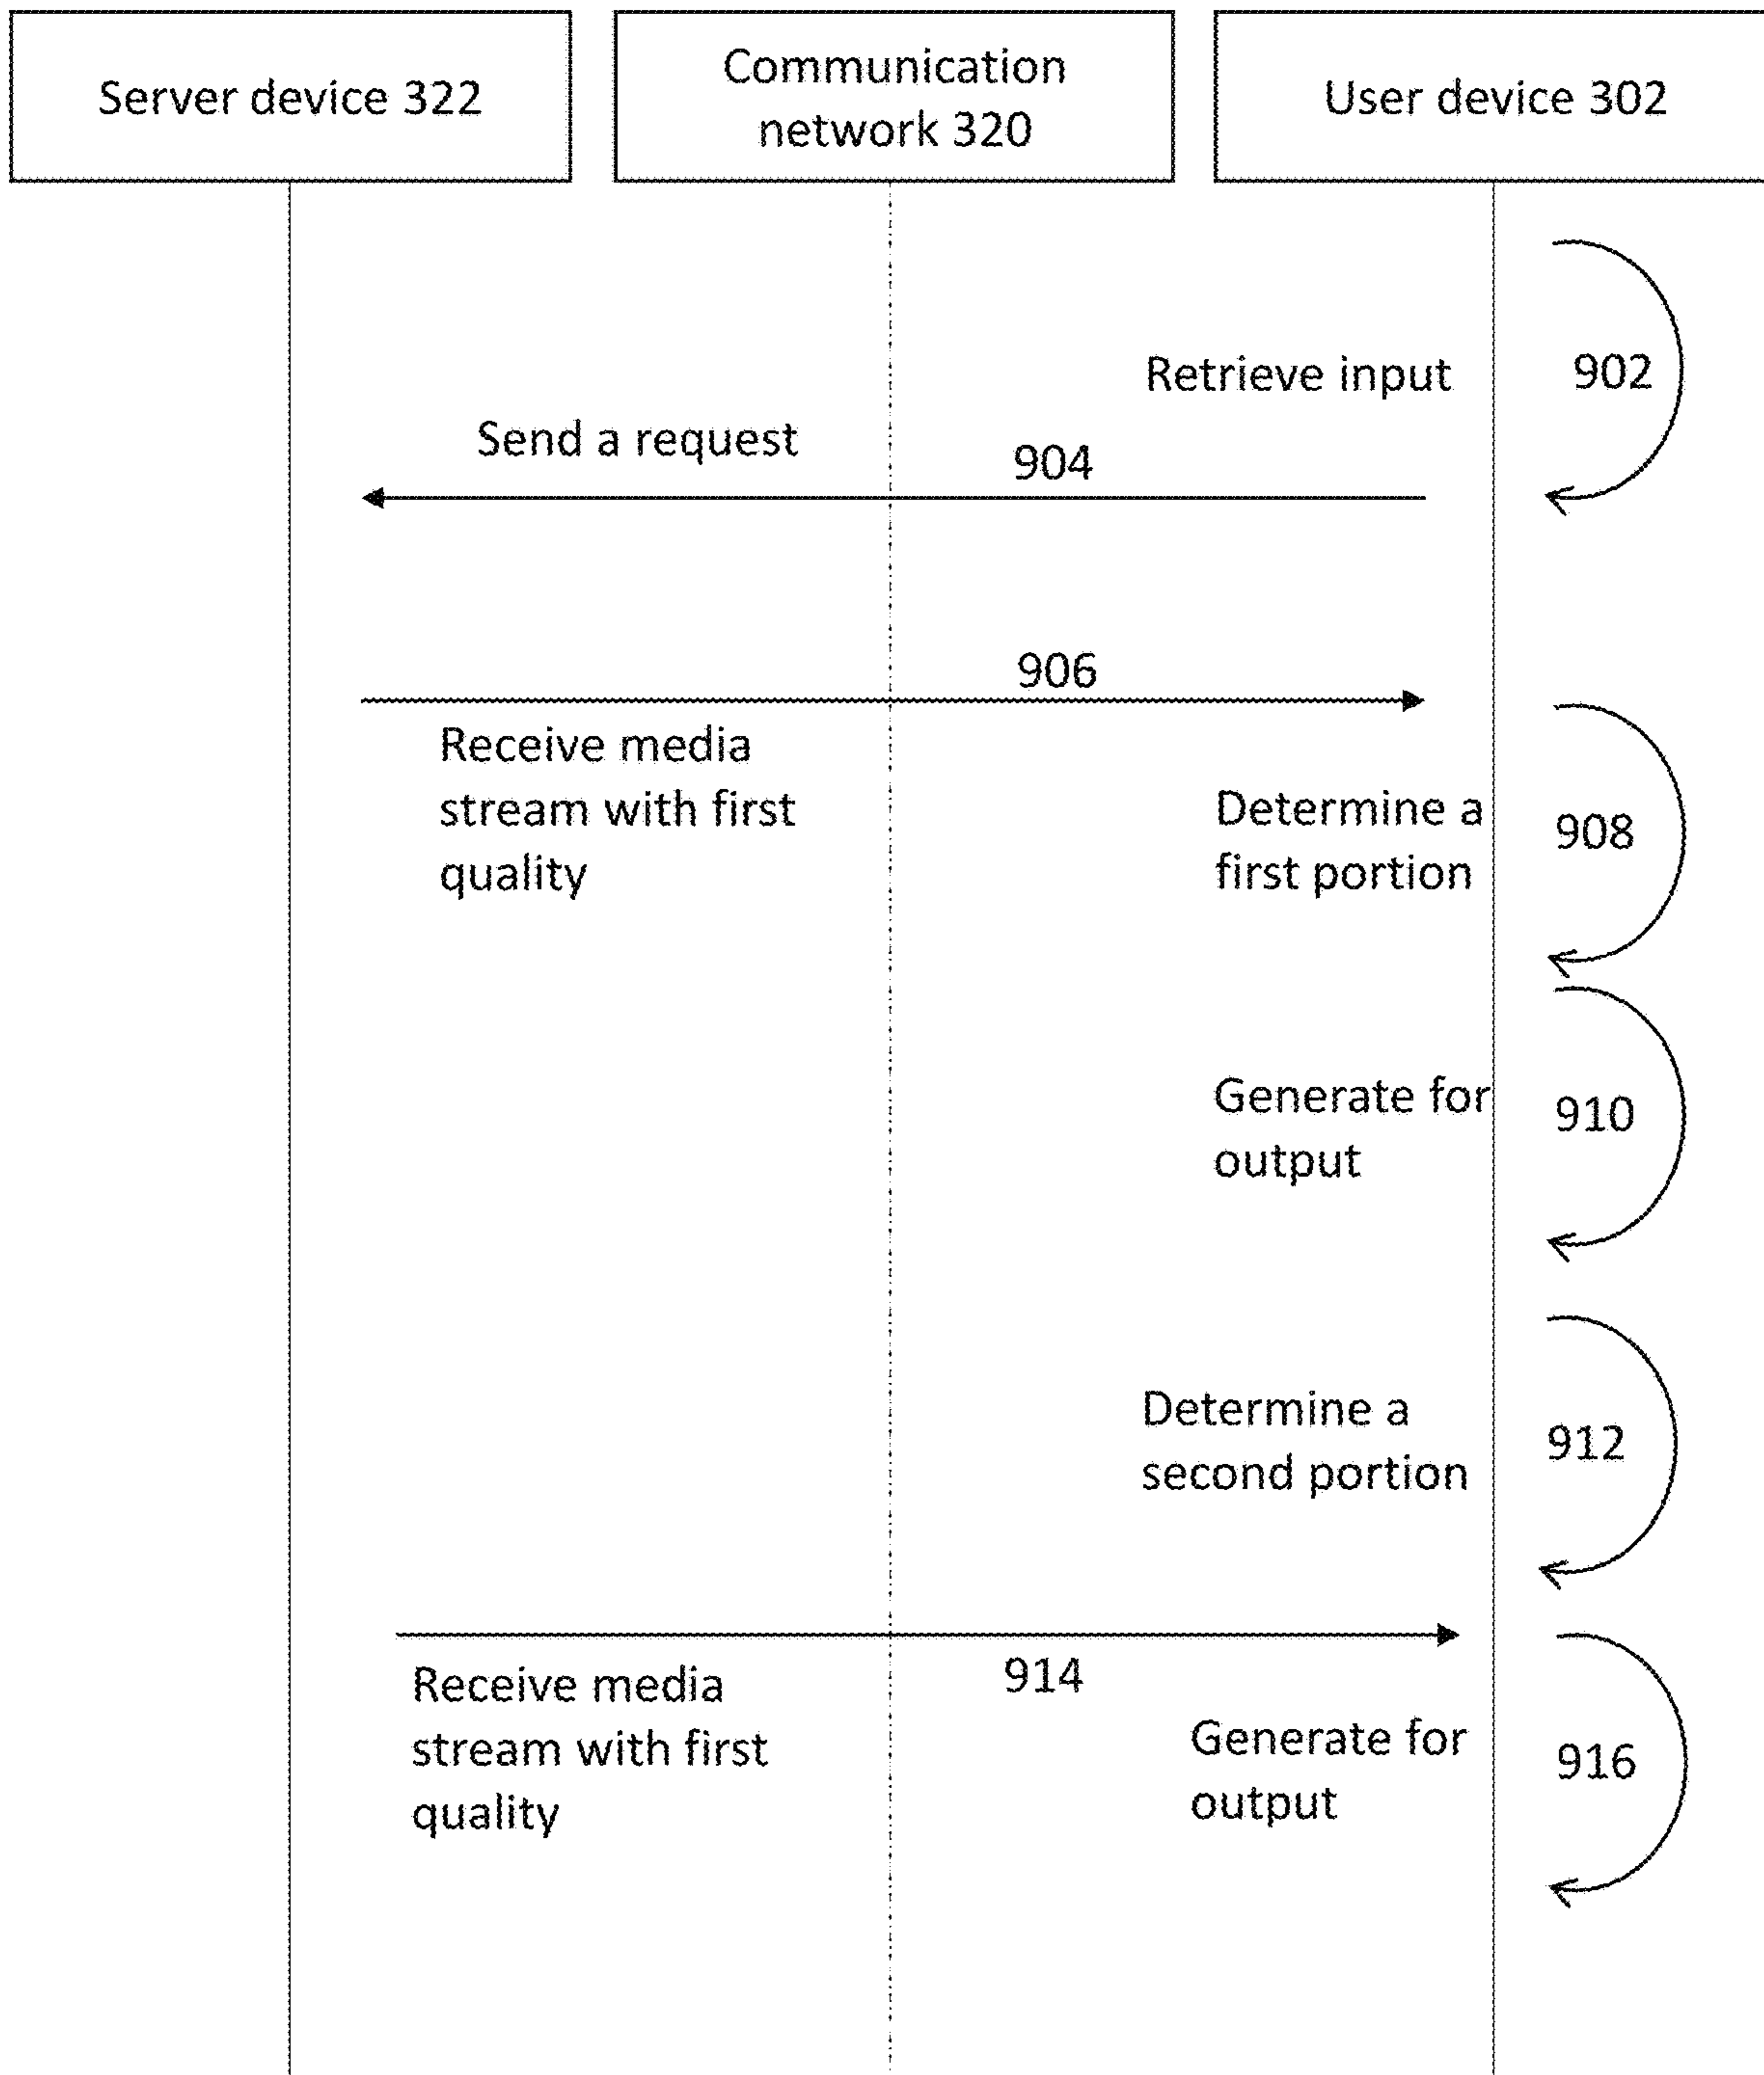 Server device 322
Communication
network 320
User device 302
Retrieve input
902
Send a request
904
906
Receive media
stream with first
quality
Determine a
first portion
908
Generate for
output
910
Determine a
second portion
912
914
Receive media
stream with first
quality
Generate for
output
916